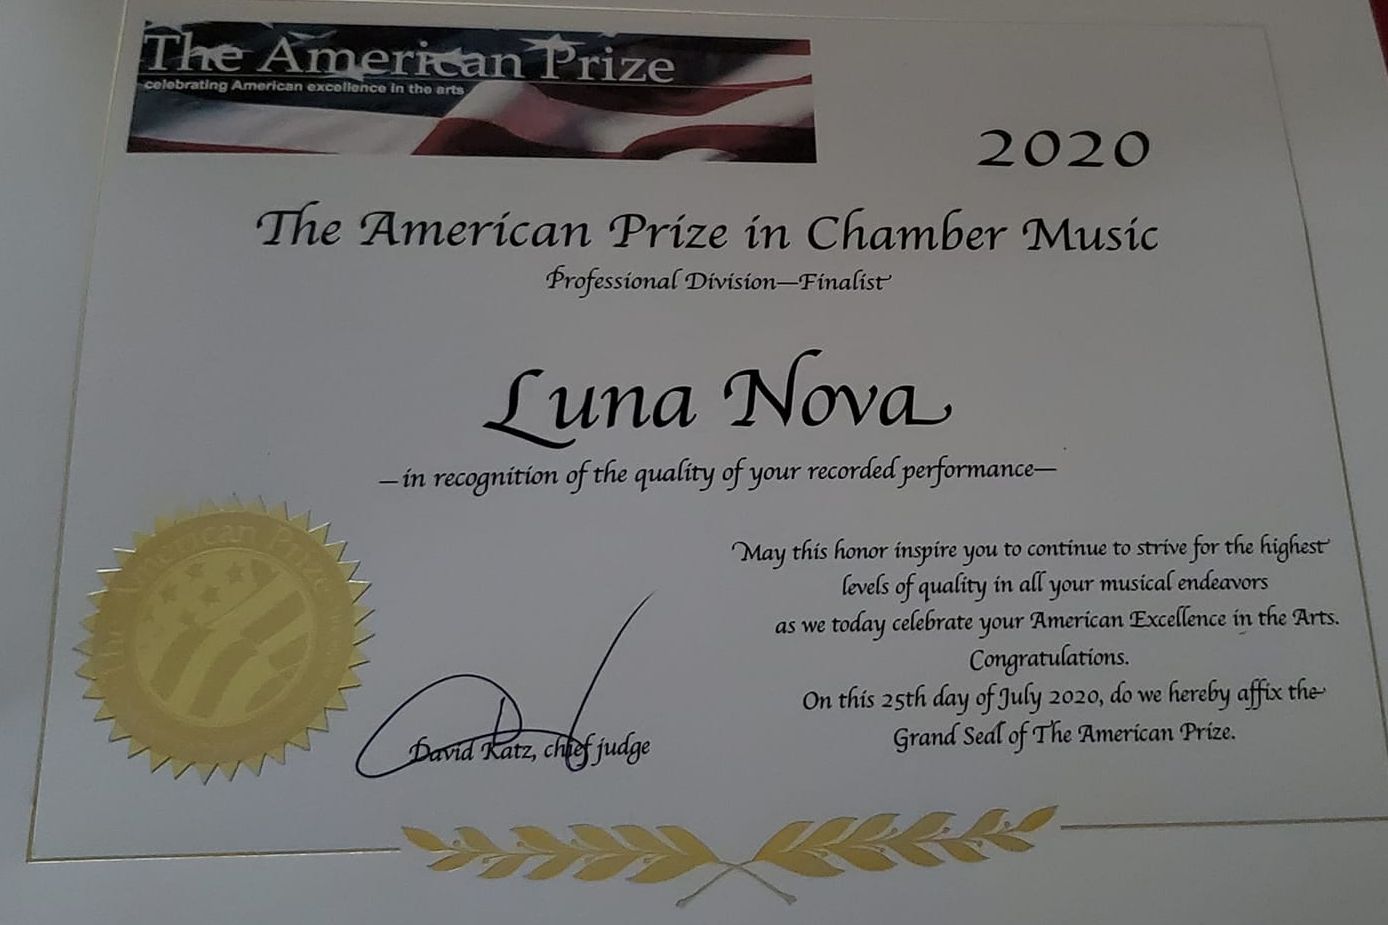 The American Prize
celebrating American excellence in the arts
2020
The American Prize in Chamber Music
Professional Division—Finalist
Luna Nova
—in recognition of the quality of your recorded performance—
May this honor inspire you to continue to strive for the highest
levels of quality in all your musical endeavors
as we today celebrate your American Excellence in the Arts.
Congratulations.
On this 25th day of July 2020, do we hereby affix the
Grand Seal of The American Prize.
The American Prize
David Katz, chief judge